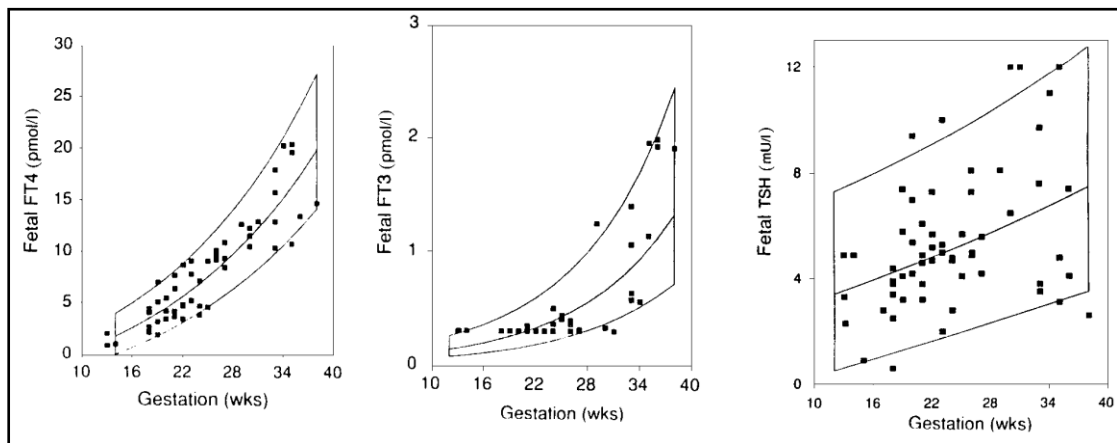 Fetal FT4 (pmol/l)
30
25
20
15
10
5
0
10 16 22 28 34 40
Gestation (wks)
Fetal FT3 (pmol/l)
3
2
1
0
10 16 22 28 34 40
Gestation (wks)
Fetal TSH (mU/l)
12
8
4
0
10 16 22 28 34 40
Gestation (wks)